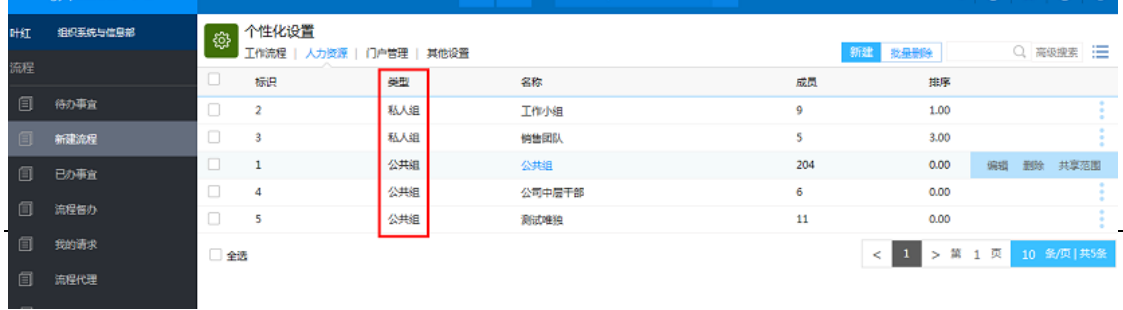 叶红 组织系统与信息部
流程
待办事宜
新建流程
已办事宜
流程督办
我的请求
流程代理
个性化设置
工作流程 | 人力资源 | 门户管理 | 其他设置
新建 批量删除 高级搜索
标识 类型 名称 成员 排序
2 私人组 工作小组 9 1.00
3 私人组 销售团队 5 3.00
1 公共组 公共组 204 0.00 编辑 删除 共享范围
4 公共组 公司中层干部 6 0.00
5 公共组 测试唯独 11 0.00
全选
< 1 > 第 1 页 10 条/页 | 共5条